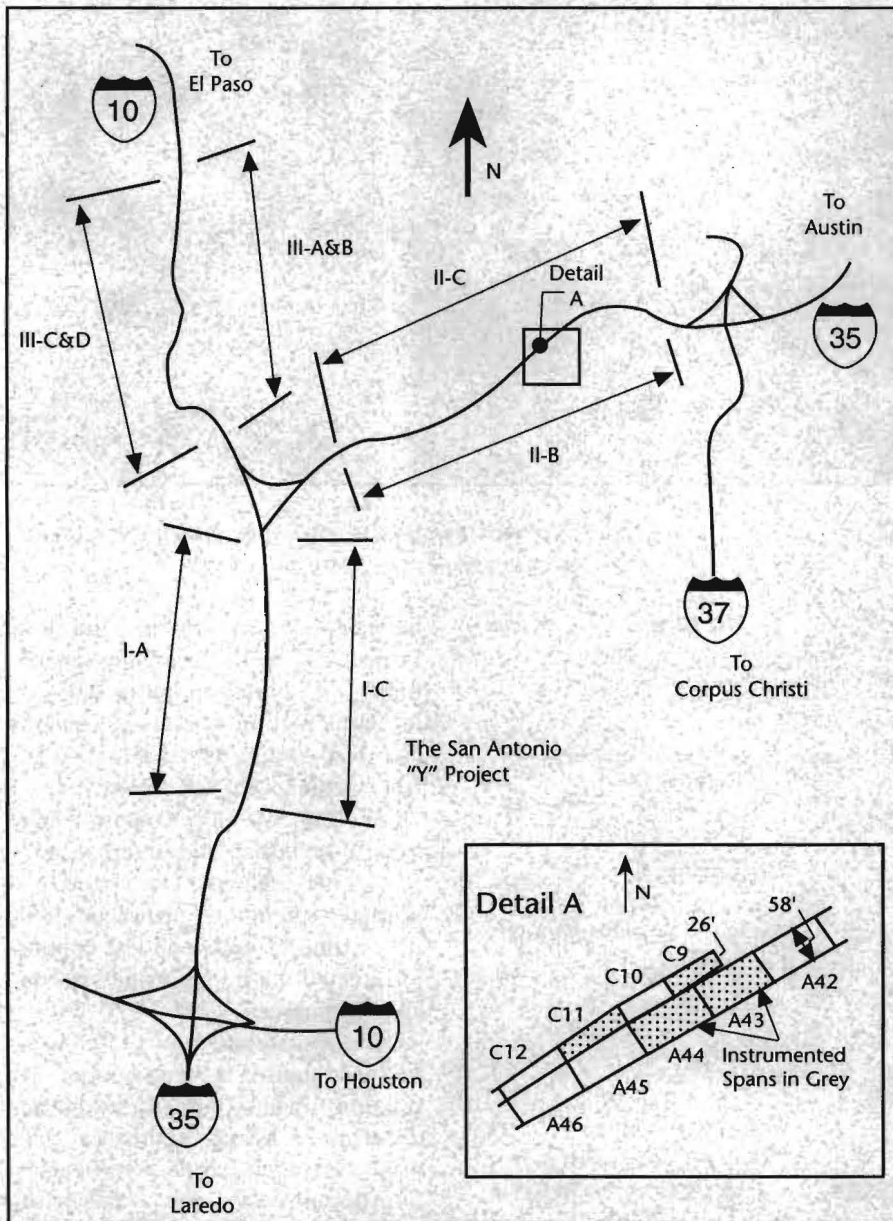 To
El Paso
10
N
To
Austin
III-A&B
II-C
Detail
A
III-C&D
35
II-B
I-A
I-C
37
To
Corpus Christi
The San Antonio
"Y" Project
Detail A
N
58'
26'
C9
C10
A42
C11
A43
C12
A44
Instrumented
Spans in Grey
A45
A46
10
To Houston
35
To
Laredo